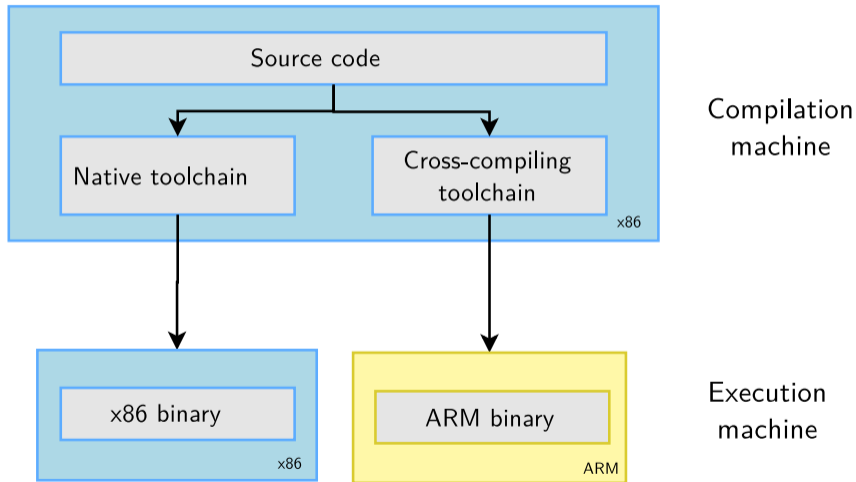 Source code
Compilation
machine
Native toolchain
Cross-compiling
toolchain
x86
x86 binary
x86
ARM binary
ARM
Execution
machine